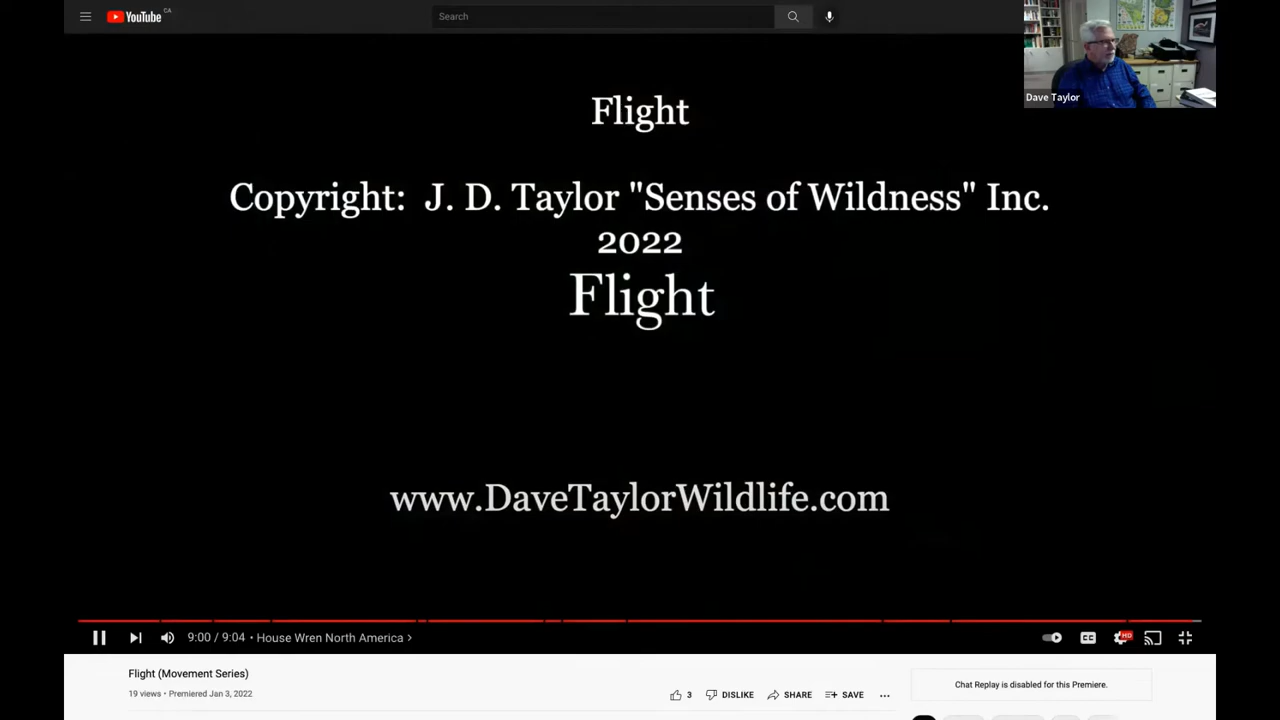 YouTube CA
Search
Dave Taylor
Flight
Copyright: J. D. Taylor "Senses of Wildness" Inc.
2022
Flight
www.DaveTaylorWildlife.com
9:00 / 9:04 • House Wren North America >
CC
HD
Flight (Movement Series)
19 views • Premiered Jan 3, 2022
3 DISLIKE SHARE SAVE ...
Chat Replay is disabled for this Premiere.